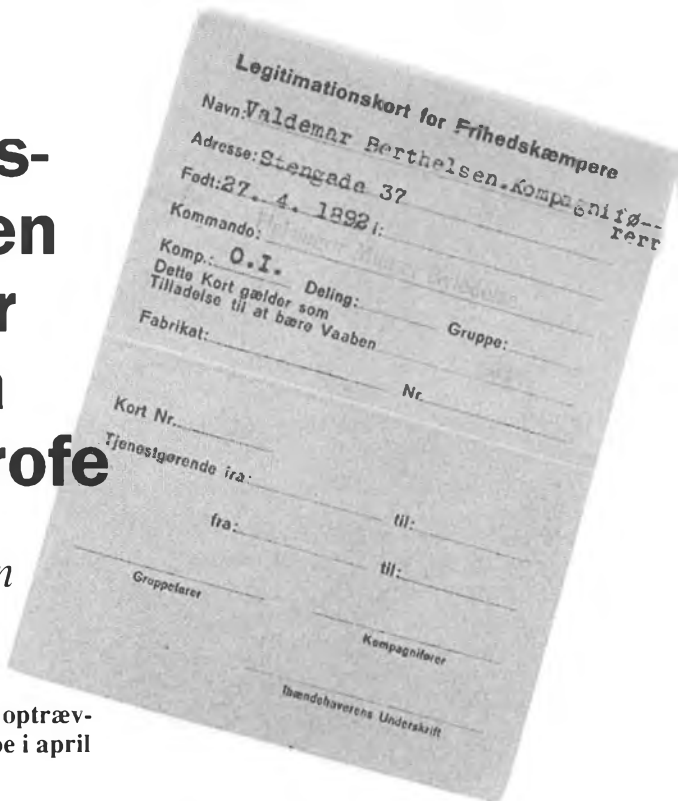 s-
en
r
rofe
n
optræv-
e i april
Legitimationskort for Frihedskæmpere
Navn: Valdemar Berthelsen. Kompagnifø--
rerr
Adresse: Stengade 37
Født: 27. 4. 1892 i:
Kommando:
Komp.: O.I. Deling: Gruppe:
Dette Kort gælder som
Tilladelse til at bære Vaaben
Fabrikat: Nr.
Kort Nr.
Tjenestgørende fra: til:
fra: til:
Gruppefører
Kompagnifører
Ihændehaverens Underskrift